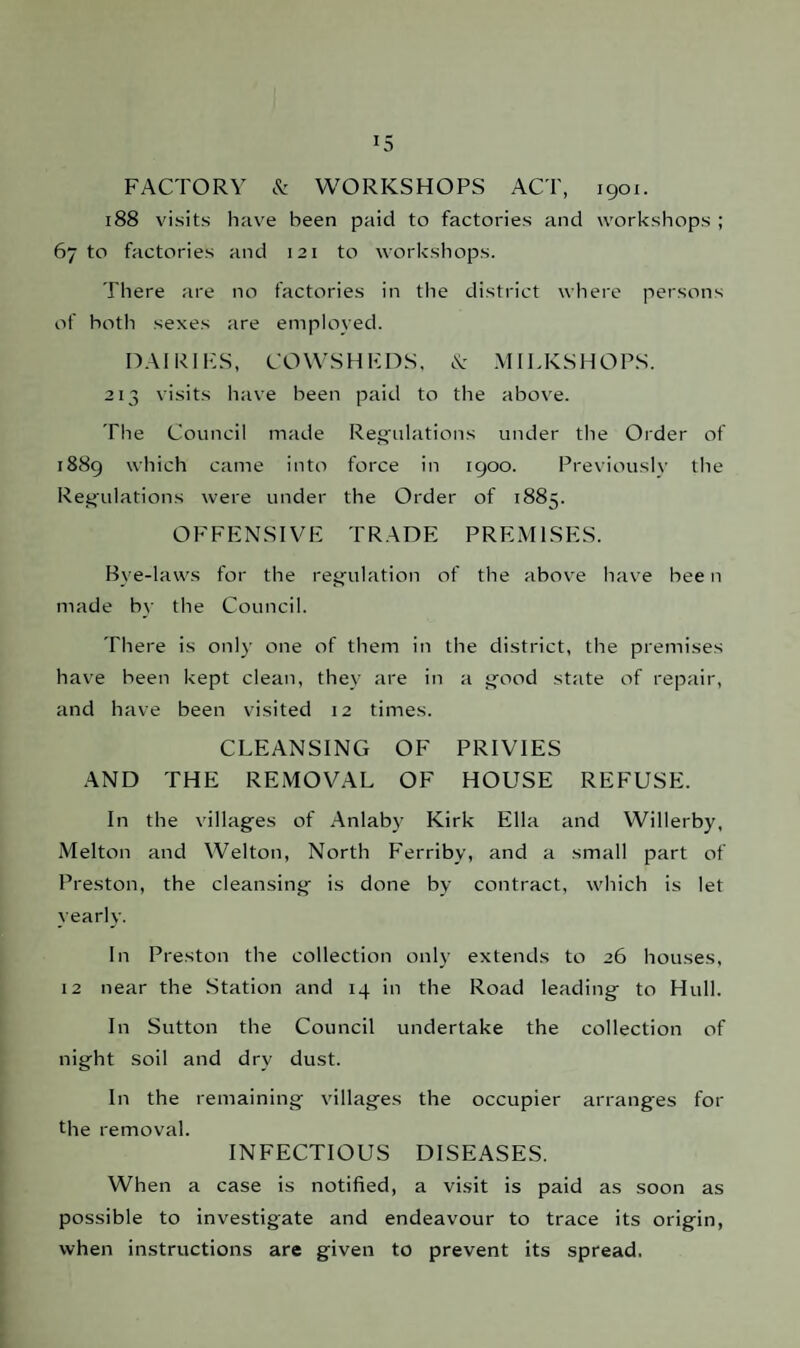 15
FACTORY & WORKSHOPS ACT, 1901.
188 visits have been paid to factories and workshops ;
67 to factories and 121 to workshops.
There are no factories in the district where persons
of both sexes are employed.
DAIRIES, COWSHEDS, & MILKSHOPS.
213 visits have been paid to the above.
The Council made Regulations under the Order of
1889 which came into force in 1900. Previously the
Regulations were under the Order of 1885.
OFFENSIVE TRADE PREMISES.
Bye-laws for the regulation of the above have been
made by the Council.
There is only one of them in the district, the premises
have been kept clean, they are in a good state of repair,
and have been visited 12 times.
CLEANSING OF PRIVIES
AND THE REMOVAL OF HOUSE REFUSE.
In the villages of Anlaby Kirk Ella and Willerby,
Melton and Welton, North Ferriby, and a small part of
Preston, the cleansing is done by contract, which is let
yearly.
In Preston the collection only extends to 26 houses,
12 near the Station and 14 in the Road leading to Hull.
In Sutton the Council undertake the collection of
night soil and dry dust.
In the remaining villages the occupier arranges for
the removal.
INFECTIOUS DISEASES.
When a case is notified, a visit is paid as soon as
possible to investigate and endeavour to trace its origin,
when instructions are given to prevent its spread.